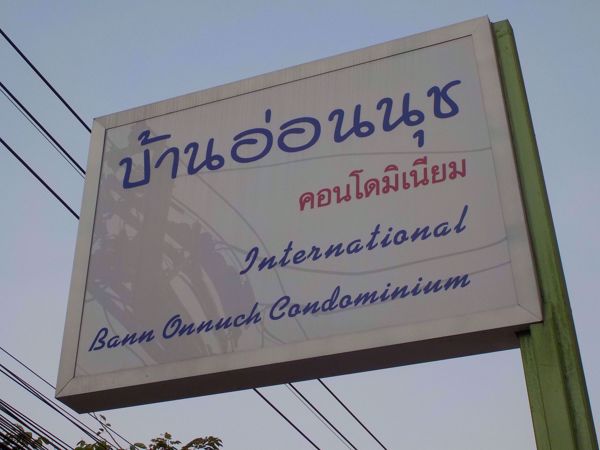 บ้านอ่อนนุช
คอนโดมิเนียม
International
Bann Onnuch Condominium